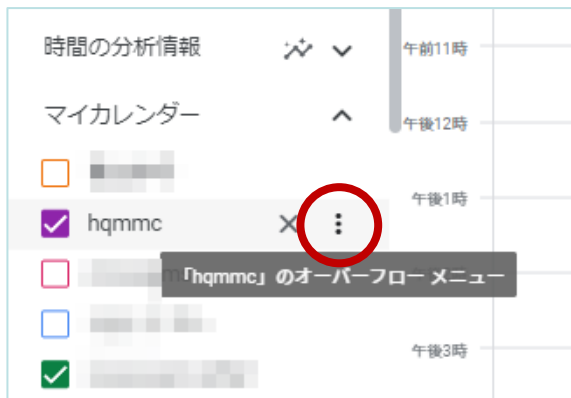 時間の分析情報
午前11時
マイカレンダー
午後12時
午後1時
hqmmc
「hqmmc」のオーバーフロー メニュー
午後3時